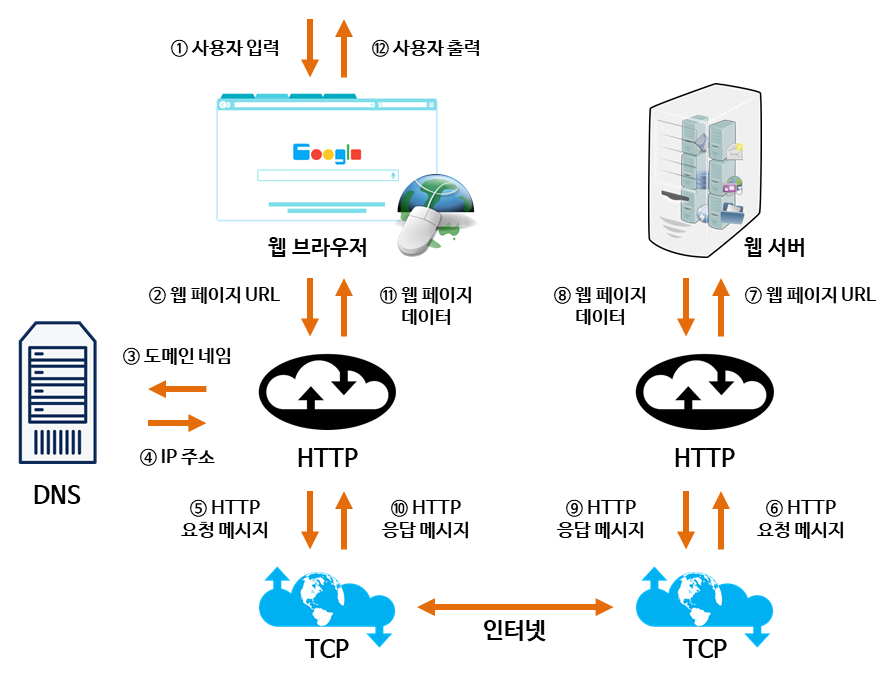 ① 사용자 입력
⑫ 사용자 출력
Google
웹 브라우저
웹 서버
② 웹 페이지 URL
⑪ 웹 페이지
데이터
⑧ 웹 페이지
데이터
⑦ 웹 페이지 URL
③ 도메인 네임
④ IP 주소
DNS
HTTP
HTTP
⑤ HTTP
요청 메시지
⑩ HTTP
응답 메시지
⑨ HTTP
응답 메시지
⑥ HTTP
요청 메시지
인터넷
TCP
TCP